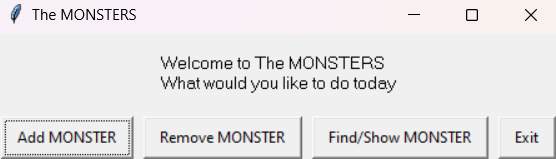 The MONSTERS
Welcome to The MONSTERS
What would you like to do today
Add MONSTER
Remove MONSTER
Find/Show MONSTER
Exit